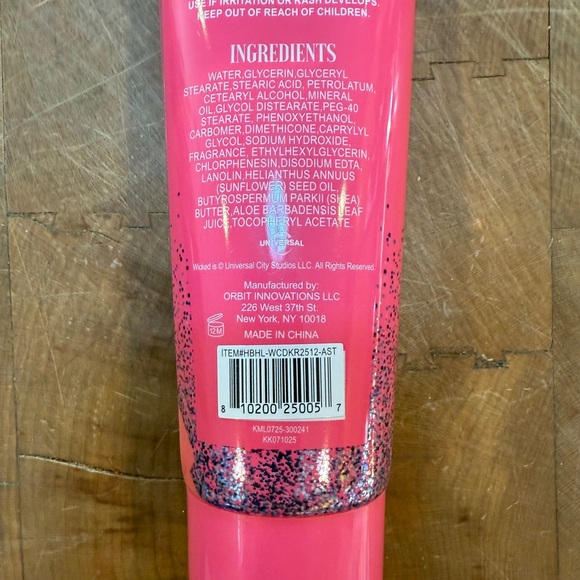 USE IF IRRITATION OR RASH DEVELOPS.
KEEP OUT OF REACH OF CHILDREN.
INGREDIENTS
WATER,GLYCERIN,GLYCERYL
STEARATE,STEARIC ACID, PETROLATUM,
CETEARYL ALCOHOL,MINERAL
OIL,GLYCOL DISTEARATE,PEG-40
STEARATE, PHENOXYETHANOL,
CARBOMER,DIMETHICONE,CAPRYLYL
GLYCOL,SODIUM HYDROXIDE,
FRAGRANCE, ETHYLHEXYLGLYCERIN,
CHLORPHENESIN,DISODIUM EDTA,
LANOLIN,HELIANTHUS ANNUUS
(SUNFLOWER) SEED OIL,
BUTYROSPERMUM PARKII (SHEA)
BUTTER,ALOE BARBADENSIS LEAF
JUICE,TOCOPHERYL ACETATE.
UNIVERSAL
Wicked is © Universal City Studios LLC. All Rights Reserved.
Manufactured by:
ORBIT INNOVATIONS LLC
226 West 37th St.
New York, NY 10018
12M
MADE IN CHINA
ITEM#HBHL-WCDKR2512-AST
8 10200 25005 7
KML0725-300241
KK071025